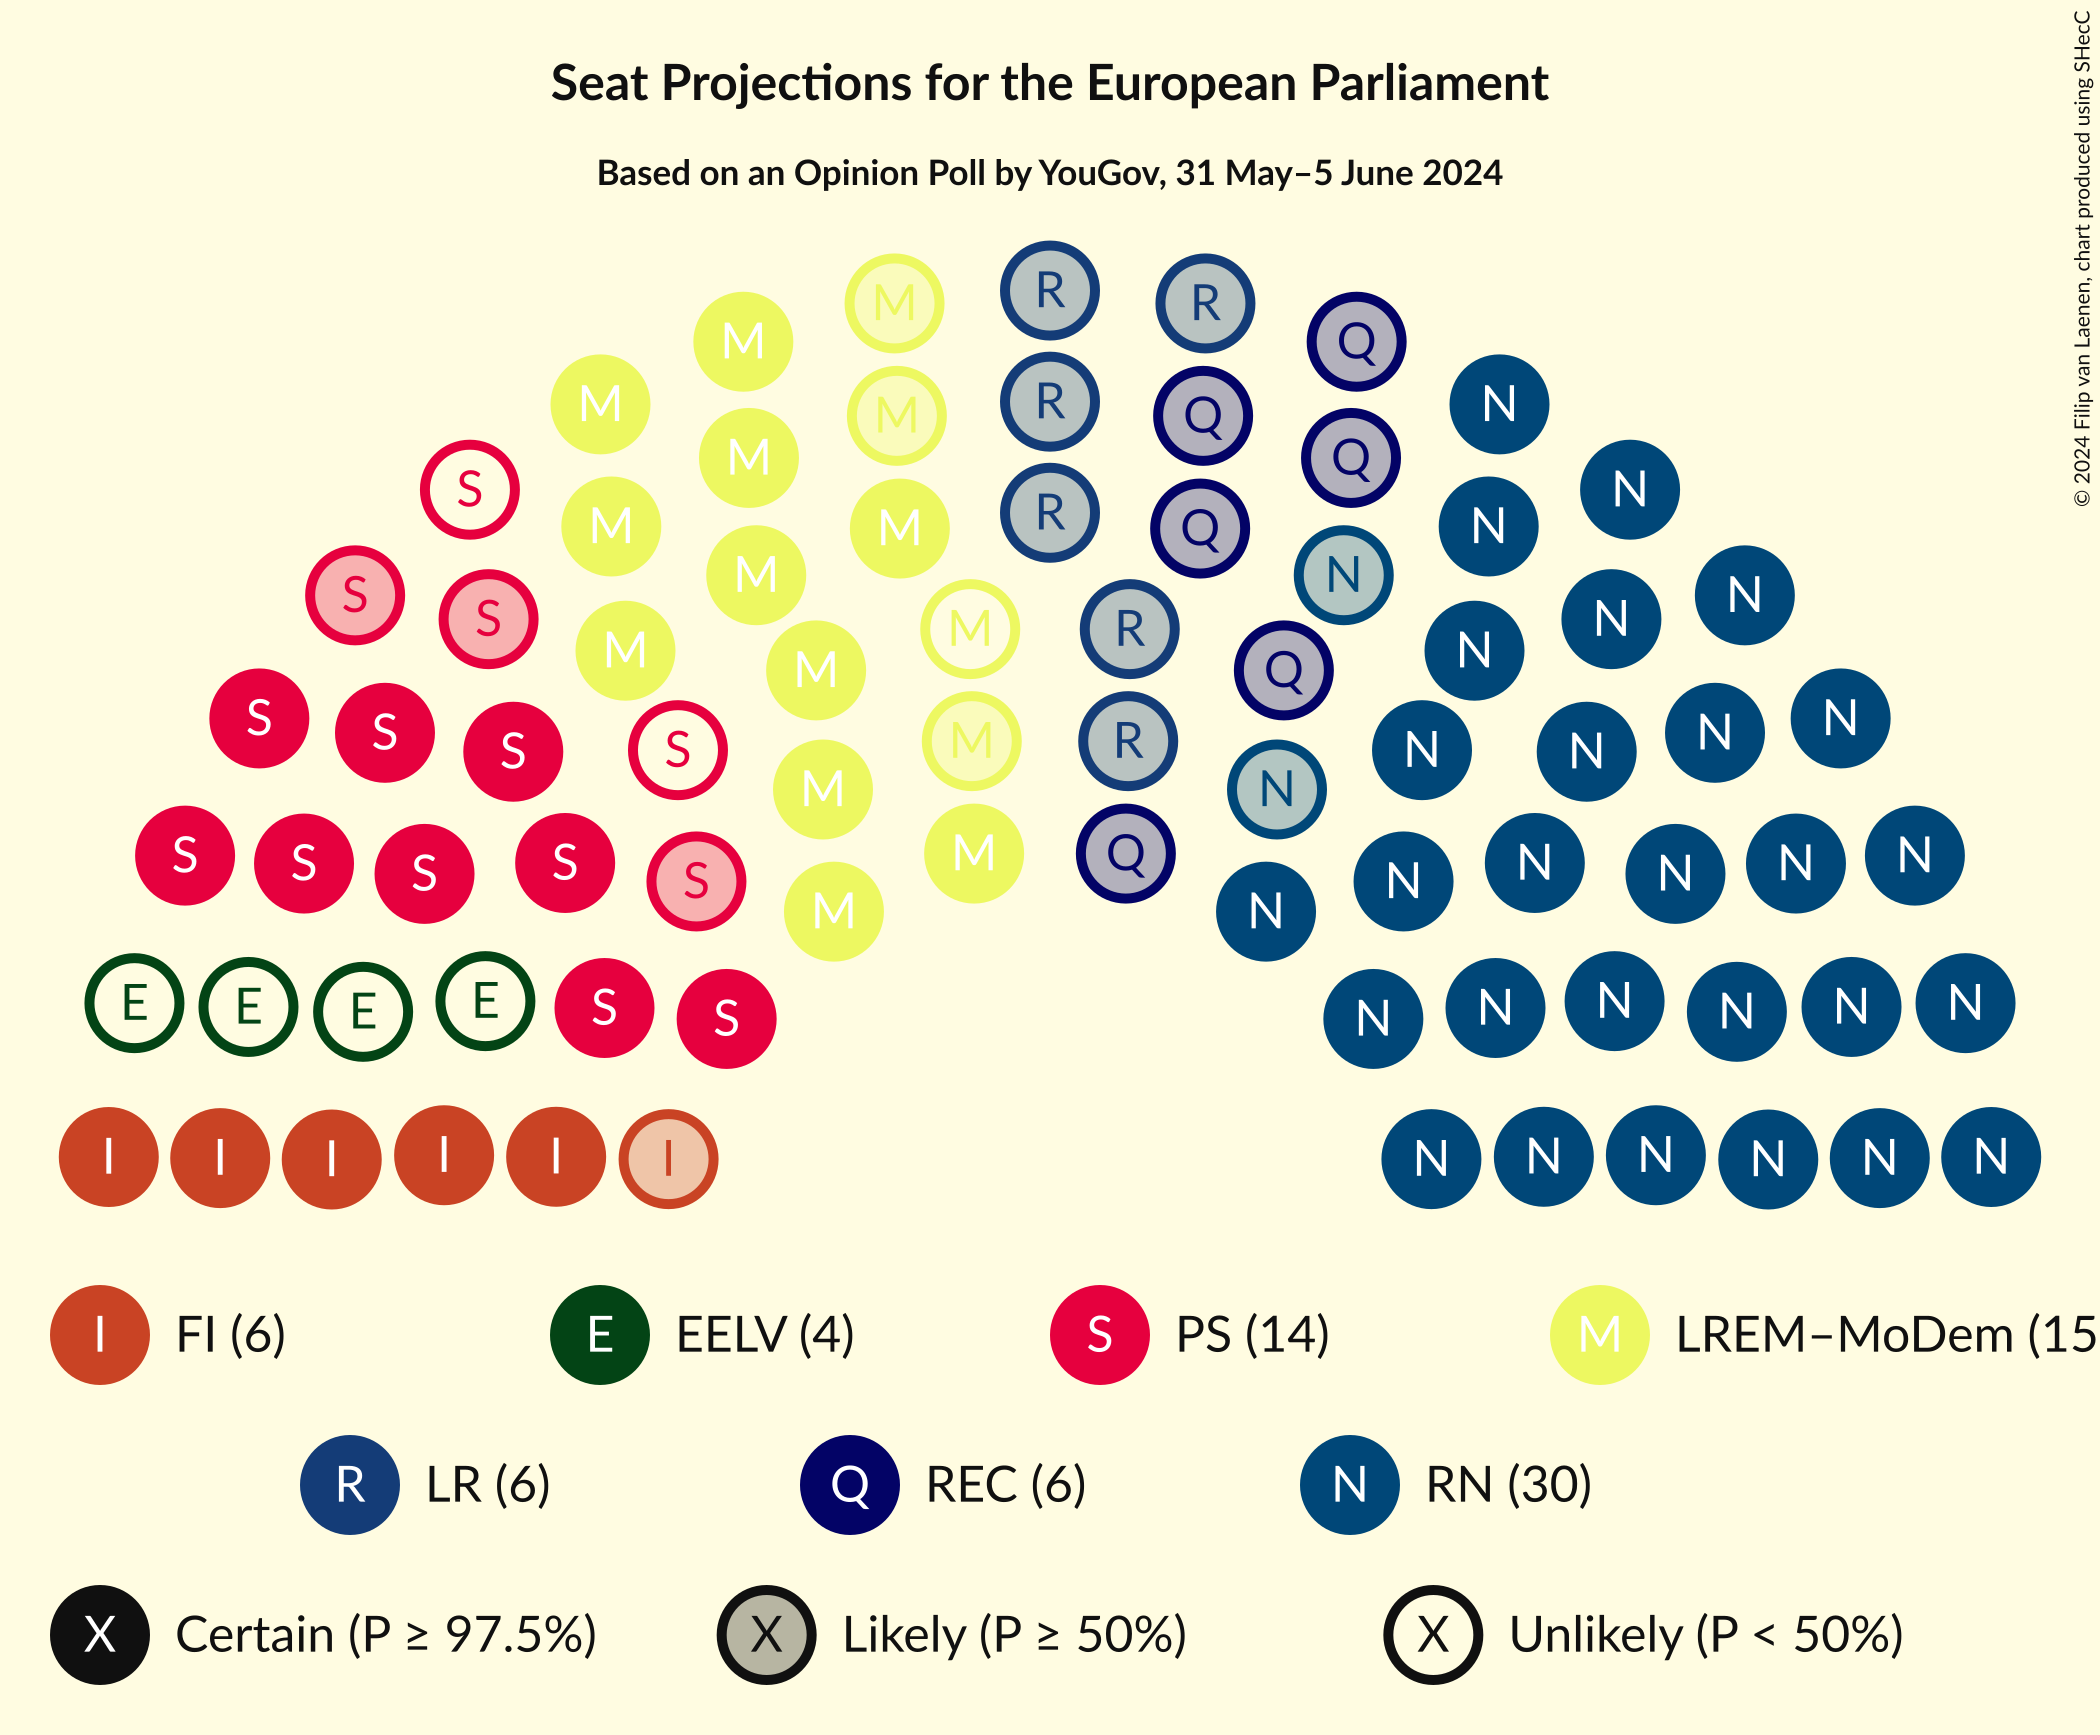 Seat Projections for the European Parliament
Based on an Opinion Poll by YouGov, 31 May–5 June 2024
© 2024 Filip van Laenen, chart produced using SHecC
R
M R
M Q
R
M M Q
M Q
N
S M N
R
M Q
M N
N
S M N
S N
M R
M N
M Q
S N
S N
S M R N
S N
M N
S M Q N
S N
S N
S N
S N
M N
E E E E S S N N N N N N
I I I I I I N N N N N N
I FI (6) E EELV (4) S PS (14) M LREM–MoDem (15
R LR (6) Q REC (6) N RN (30)
X Certain (P ≥ 97.5%) X Likely (P ≥ 50%) X Unlikely (P < 50%)